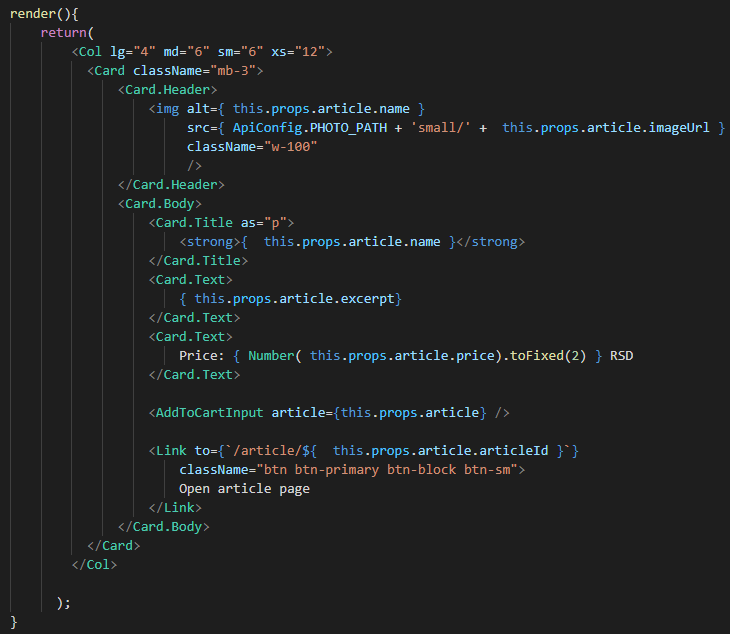 render(){
    return(
        <Col lg="4" md="6" sm="6" xs="12">
          <Card className="mb-3">
              <Card.Header>
                  <img alt={ this.props.article.name }
                       src={ ApiConfig.PHOTO_PATH + 'small/' +  this.props.article.imageUrl }
                       className="w-100"
                       />
              </Card.Header>
              <Card.Body>
                  <Card.Title as="p">
                      <strong>{  this.props.article.name }</strong>
                  </Card.Title>
                  <Card.Text>
                      { this.props.article.excerpt}
                  </Card.Text>
                  <Card.Text>
                      Price: { Number( this.props.article.price).toFixed(2) } RSD
                  </Card.Text>

                  <AddToCartInput article={this.props.article} />

                  <Link to={`/article/${  this.props.article.articleId }`}
                      className="btn btn-primary btn-block btn-sm">
                      Open article page
                  </Link>
              </Card.Body>
          </Card>
        </Col>

      );
}